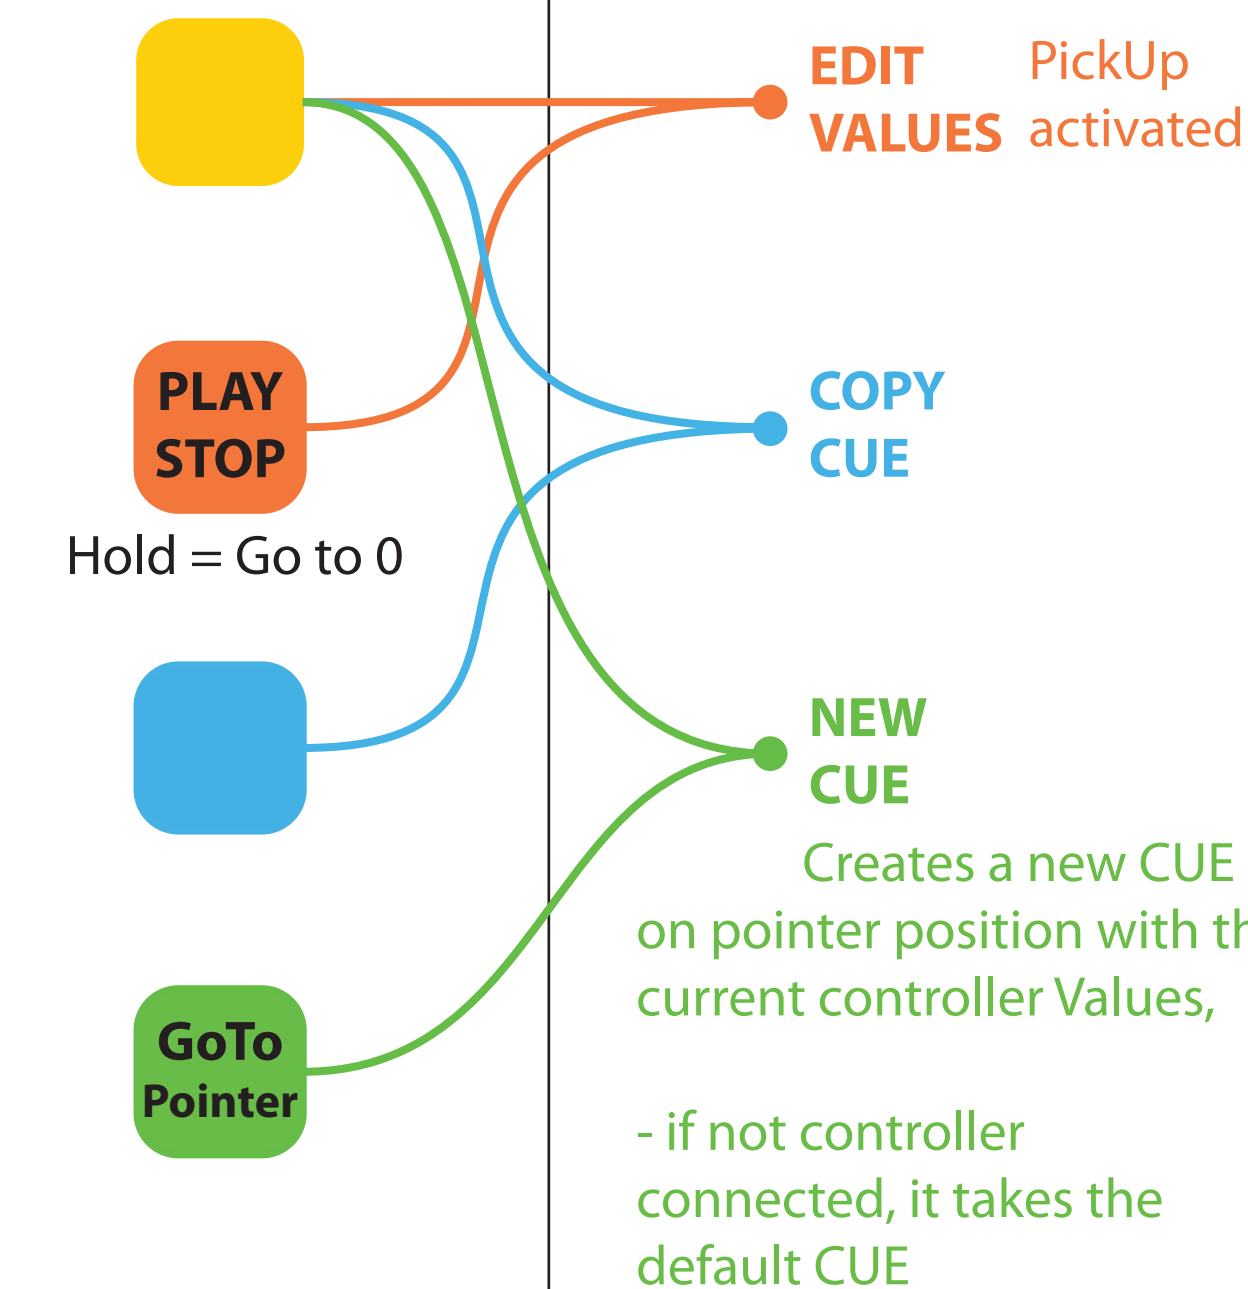 EDIT
VALUES
PickUp
activated
PLAY
STOP
Hold = Go to 0
COPY
CUE
NEW
CUE
Creates a new CUE
on pointer position with
current controller Values,
GoTo
Pointer
- if not controller
connected, it takes the
default CUE